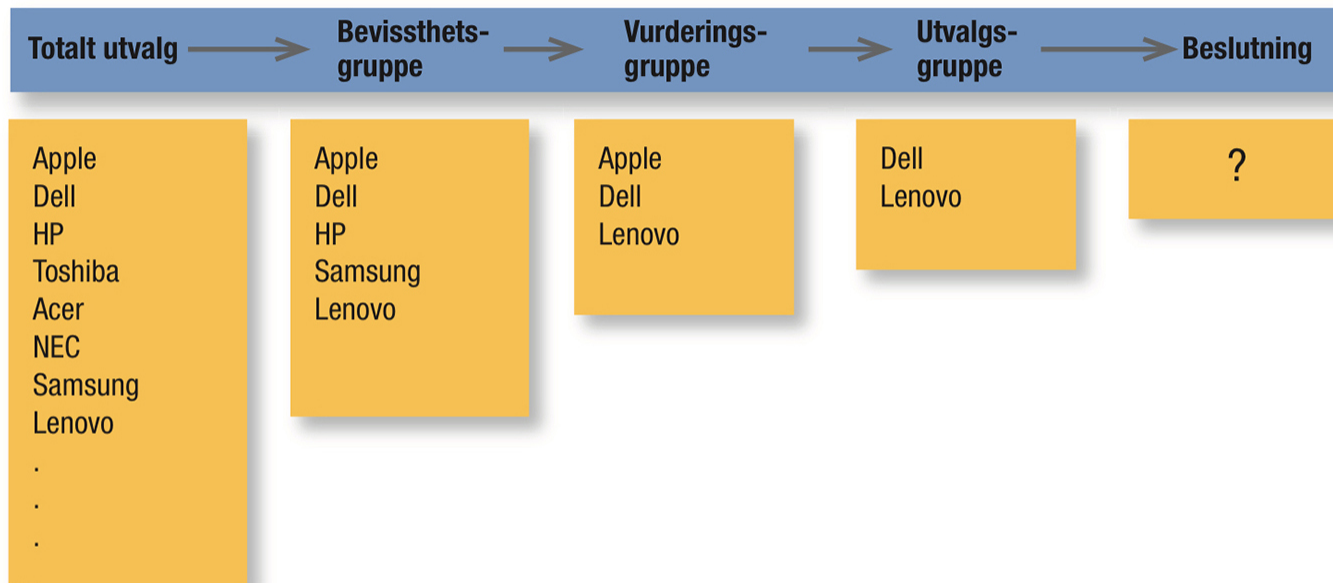 Totalt utvalg
Bevissthets-
gruppe
Vurderings-
gruppe
Utvalgs-
gruppe
Beslutning
Apple
Dell
HP
Toshiba
Acer
NEC
Samsung
Lenovo
.
.
.
Apple
Dell
HP
Samsung
Lenovo
Apple
Dell
Lenovo
Dell
Lenovo
?